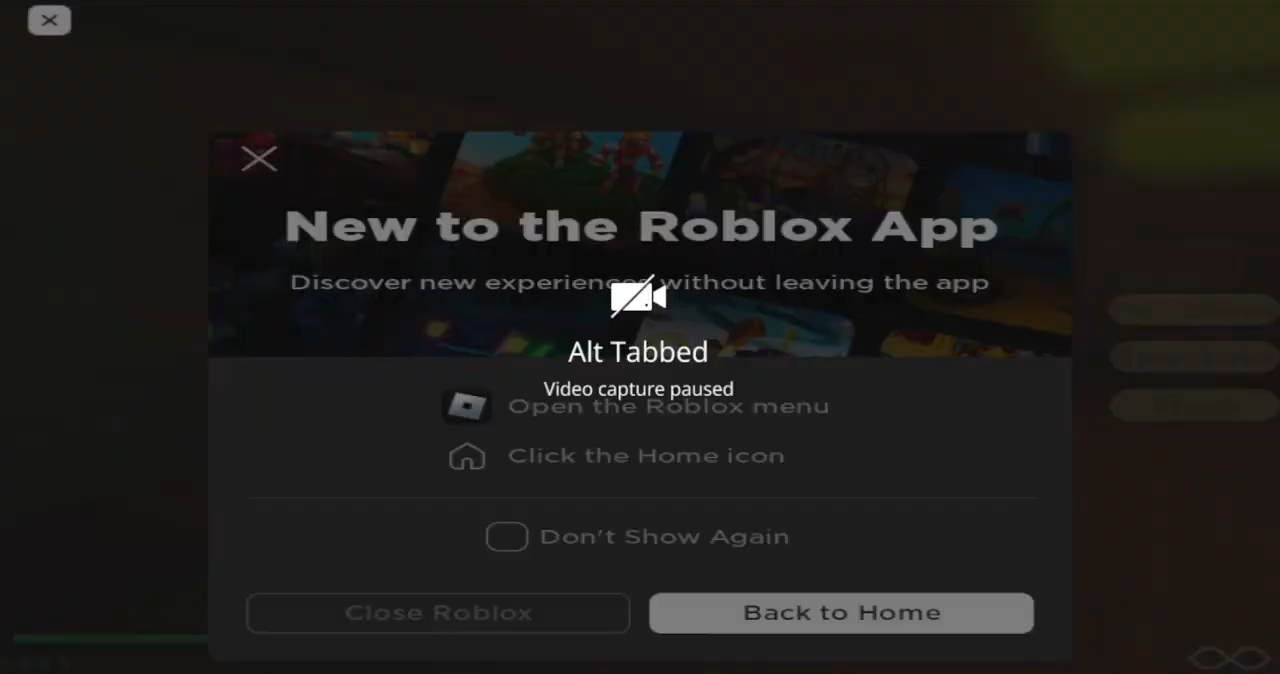 New to the Roblox App
Discover new experiences without leaving the app
Alt Tabbed
Video capture paused
Open the Roblox menu
Click the Home icon
Don't Show Again
Close Roblox
Back to Home